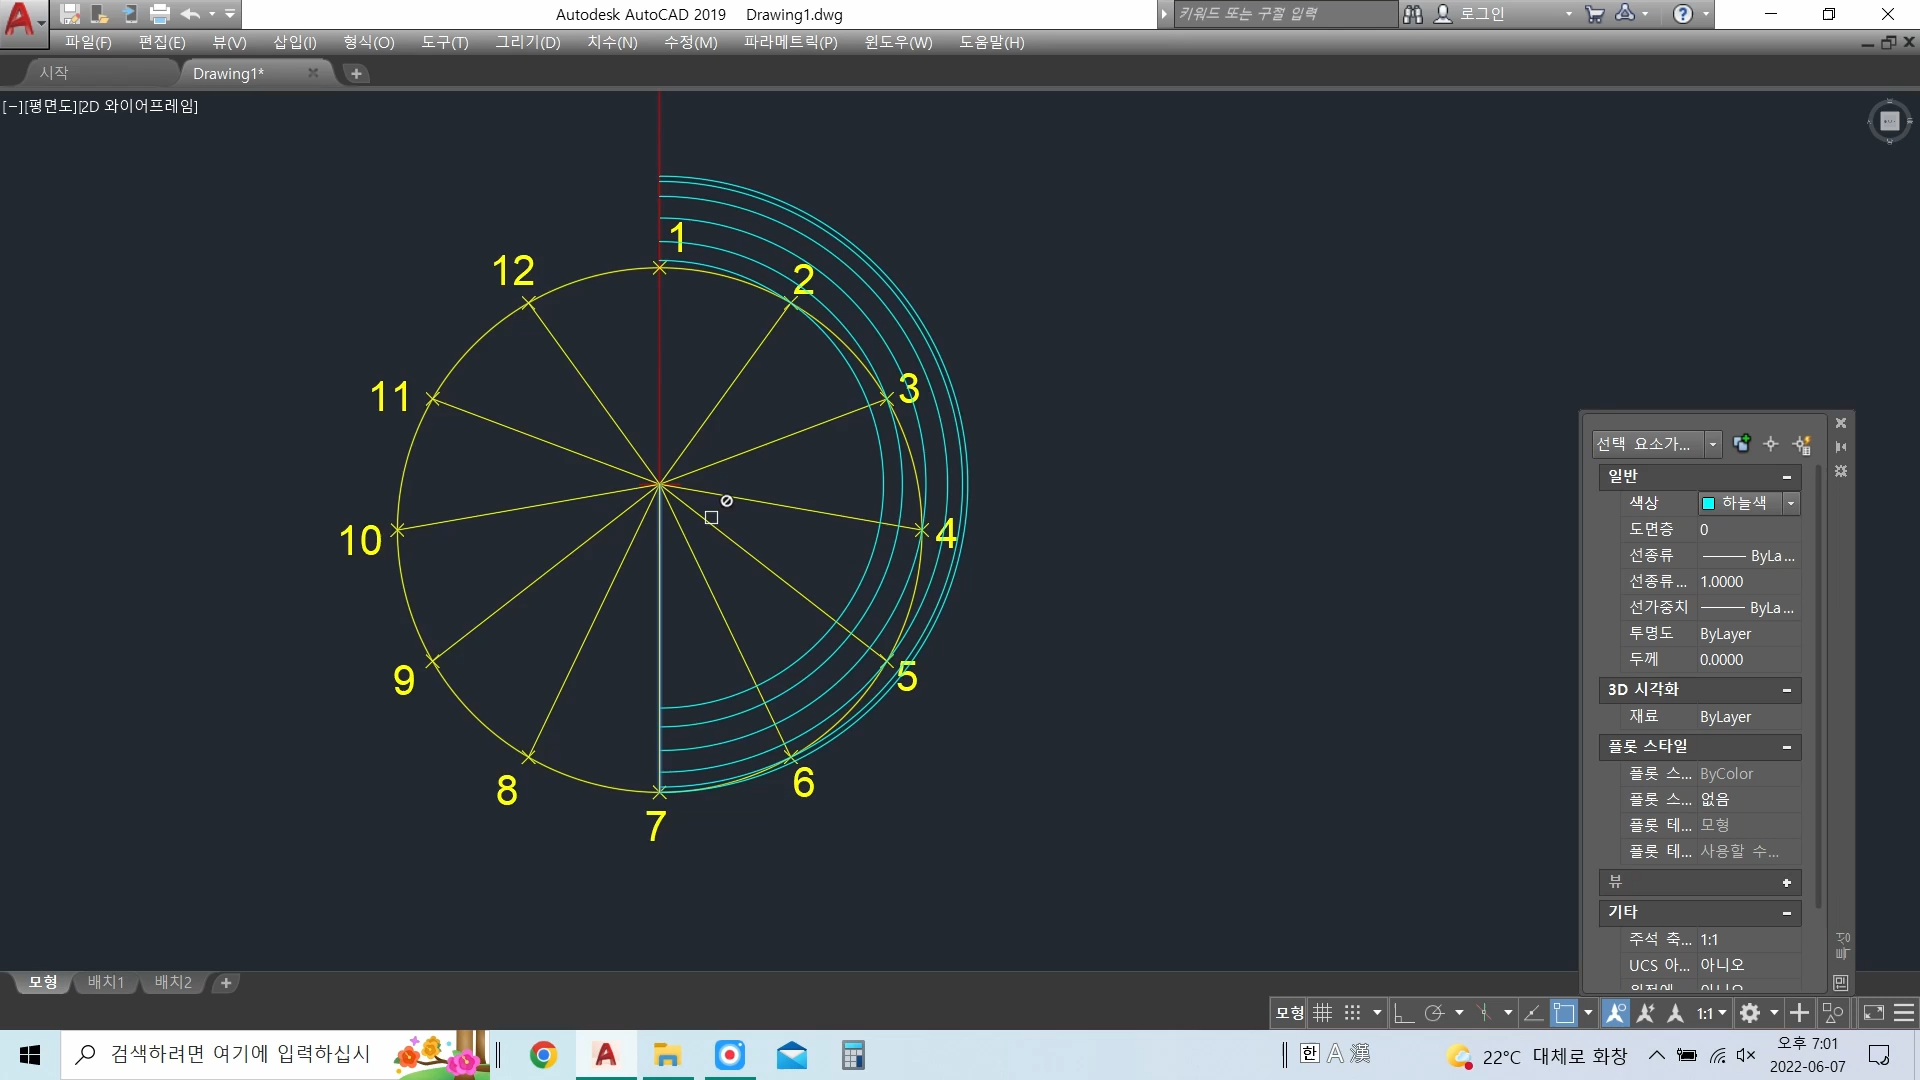 Autodesk AutoCAD 2019 Drawing1.dwg
키워드 또는 구절 입력
로그인
파일(F) 편집(E) 뷰(V) 삽입(I) 형식(O) 도구(T) 그리기(D) 치수(N) 수정(M) 파라메트릭(P) 윈도우(W) 도움말(H)
시작
Drawing1*
[−][평면도][2D 와이어프레임]
1
2
3
4
5
6
7
8
9
10
11
12
선택 요소가...
일반
색상 하늘색
도면층 0
선종류 ByLa...
선종류... 1.0000
선가중치 ByLa...
투명도 ByLayer
두께 0.0000
3D 시각화
재료 ByLayer
플롯 스타일
플롯 스... ByColor
플롯 스... 없음
플롯 테... 모형
플롯 테... 사용할 수...
뷰
기타
주석 축... 1:1
UCS 아... 아니오
특성
모형 배치1 배치2
모형
1:1
검색하려면 여기에 입력하십시
한 A 漢
22°C 대체로 화창
오후 7:01
2022-06-07